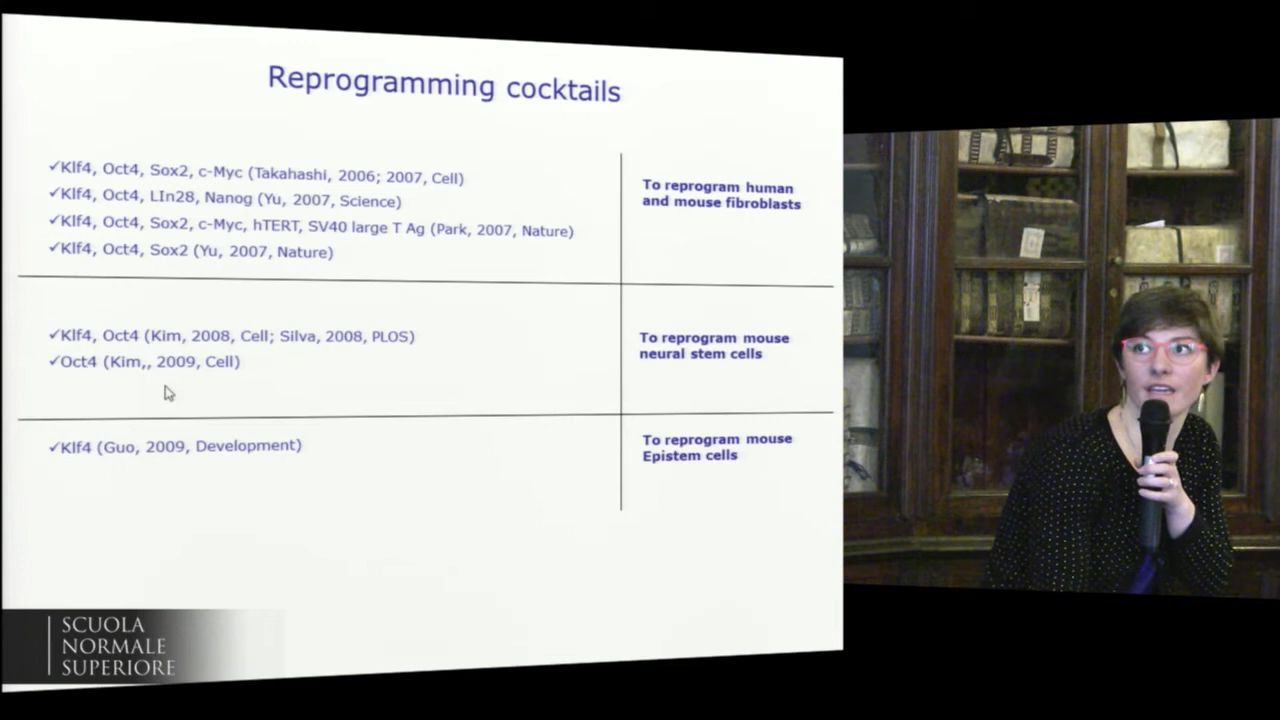 Reprogramming cocktails
✓Klf4, Oct4, Sox2, c-Myc (Takahashi, 2006; 2007, Cell)
✓Klf4, Oct4, LIn28, Nanog (Yu, 2007, Science)
✓Klf4, Oct4, Sox2, c-Myc, hTERT, SV40 large T Ag (Park, 2007, Nature)
✓Klf4, Oct4, Sox2 (Yu, 2007, Nature)
To reprogram human
and mouse fibroblasts
✓Klf4, Oct4 (Kim, 2008, Cell; Silva, 2008, PLOS)
✓Oct4 (Kim,, 2009, Cell)
To reprogram mouse
neural stem cells
✓Klf4 (Guo, 2009, Development)
To reprogram mouse
Epistem cells
SCUOLA
NORMALE
SUPERIORE